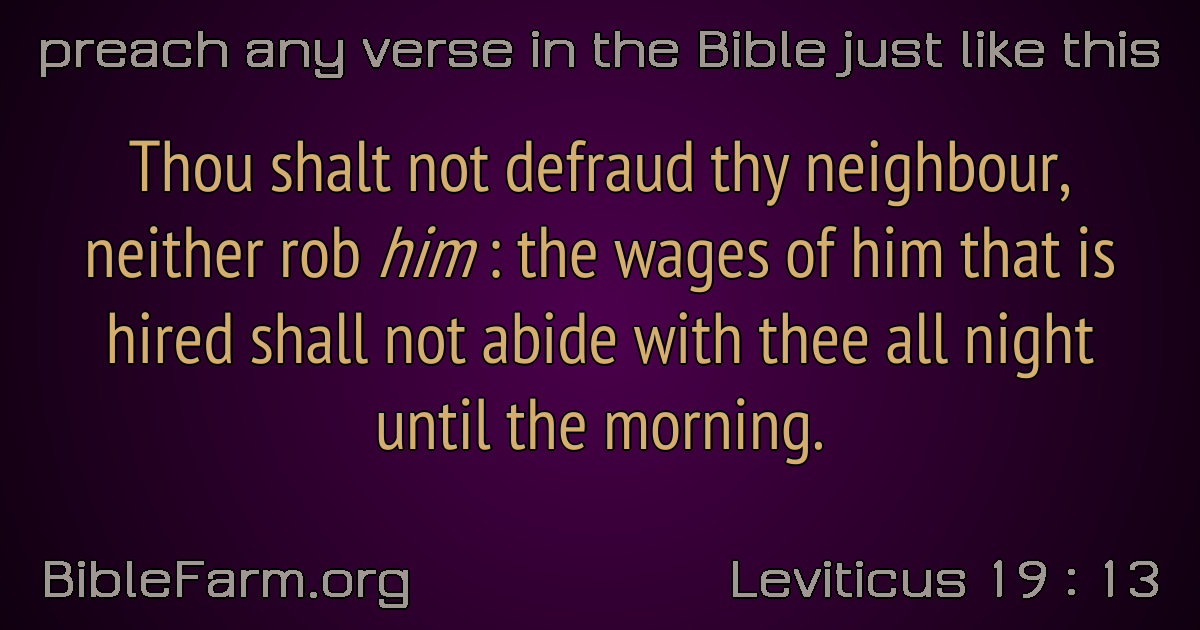 preach any verse in the Bible just like this
Thou shalt not defraud thy neighbour,
neither rob him : the wages of him that is
hired shall not abide with thee all night
until the morning.
BibleFarm.org
Leviticus 19 : 13